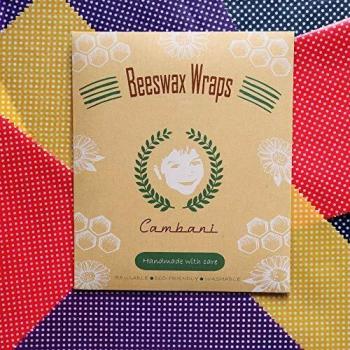 Beeswax Wraps
Cambani
Handmade with care
REUSABLE ● ECO-FRIENDLY ● WASHABLE